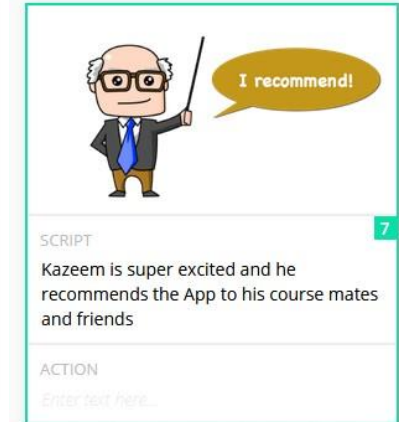 I recommend!
7
SCRIPT
Kazeem is super excited and he
recommends the App to his course mates
and friends
ACTION
Enter text here...